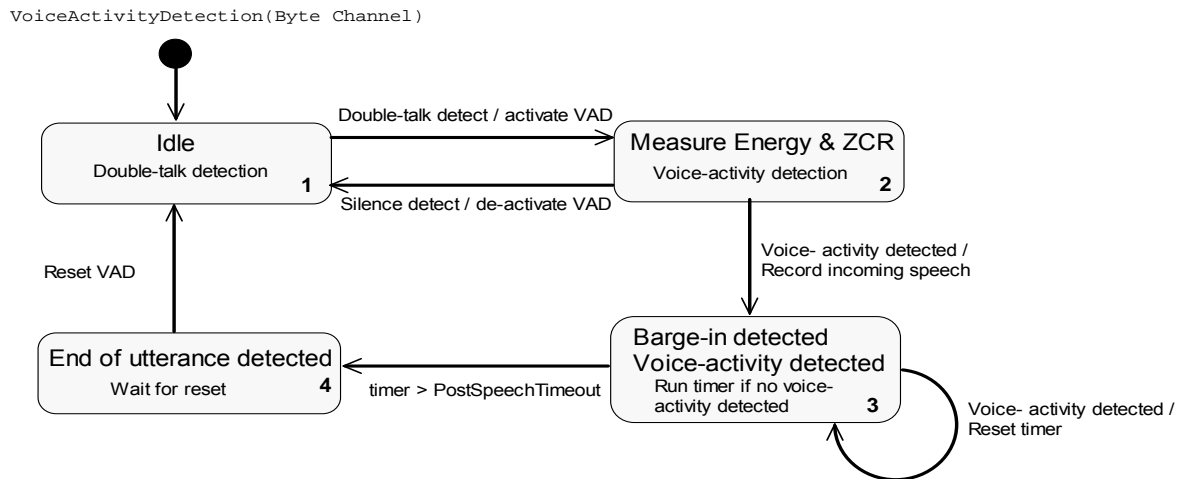 VoiceActivityDetection(Byte Channel)
Double-talk detect / activate VAD
Idle
Double-talk detection
1
Measure Energy & ZCR
Voice-activity detection
2
Silence detect / de-activate VAD
Voice- activity detected /
Record incoming speech
Reset VAD
Barge-in detected
Voice-activity detected
Run timer if no voice-
activity detected
3
End of utterance detected
Wait for reset
4
timer > PostSpeechTimeout
Voice- activity detected /
Reset timer